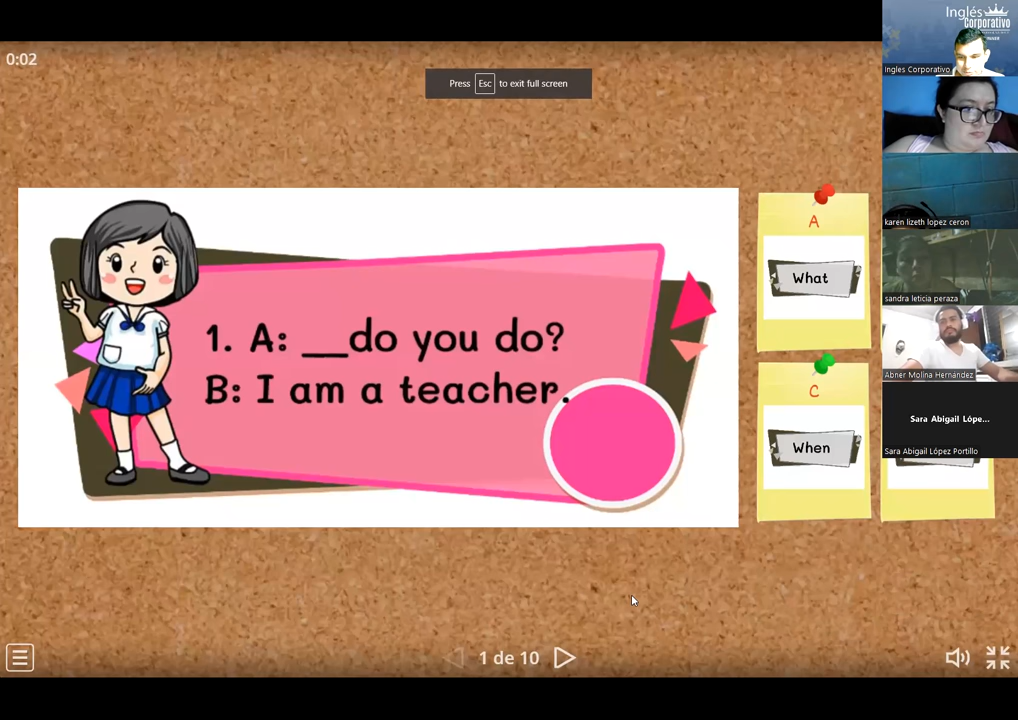 0:02
Press Esc to exit full screen
1. A: __do you do?
B: I am a teacher.
A
What
C
When
1 de 10
Inglés
Corporativo
Ingles Corporativo
karen lizeth lopez ceron
sandra leticia peraza
Abner Molina Hernández
Sara Abigail Lópe...
Sara Abigail López Portillo